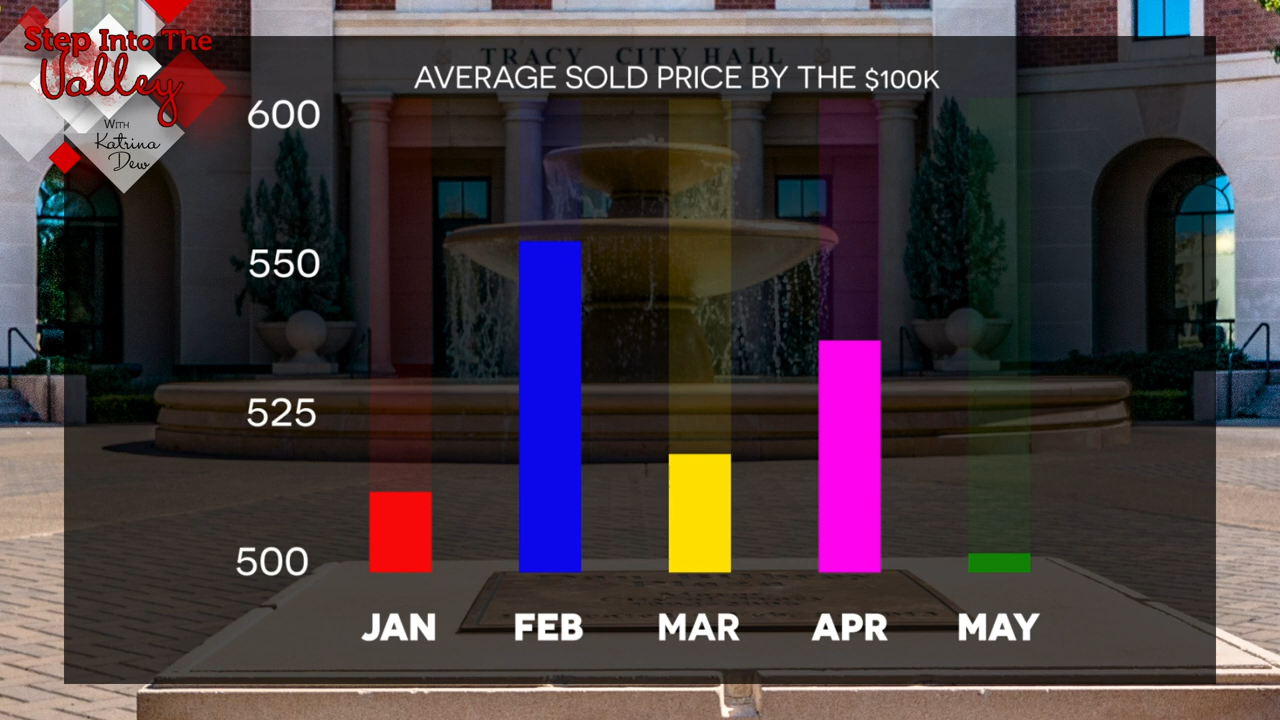 Step Into The
Valley
WITH
Katrina
Dew
TRACY CITY HALL
AVERAGE SOLD PRICE BY THE $100K
600
550
525
500
JAN FEB MAR APR MAY